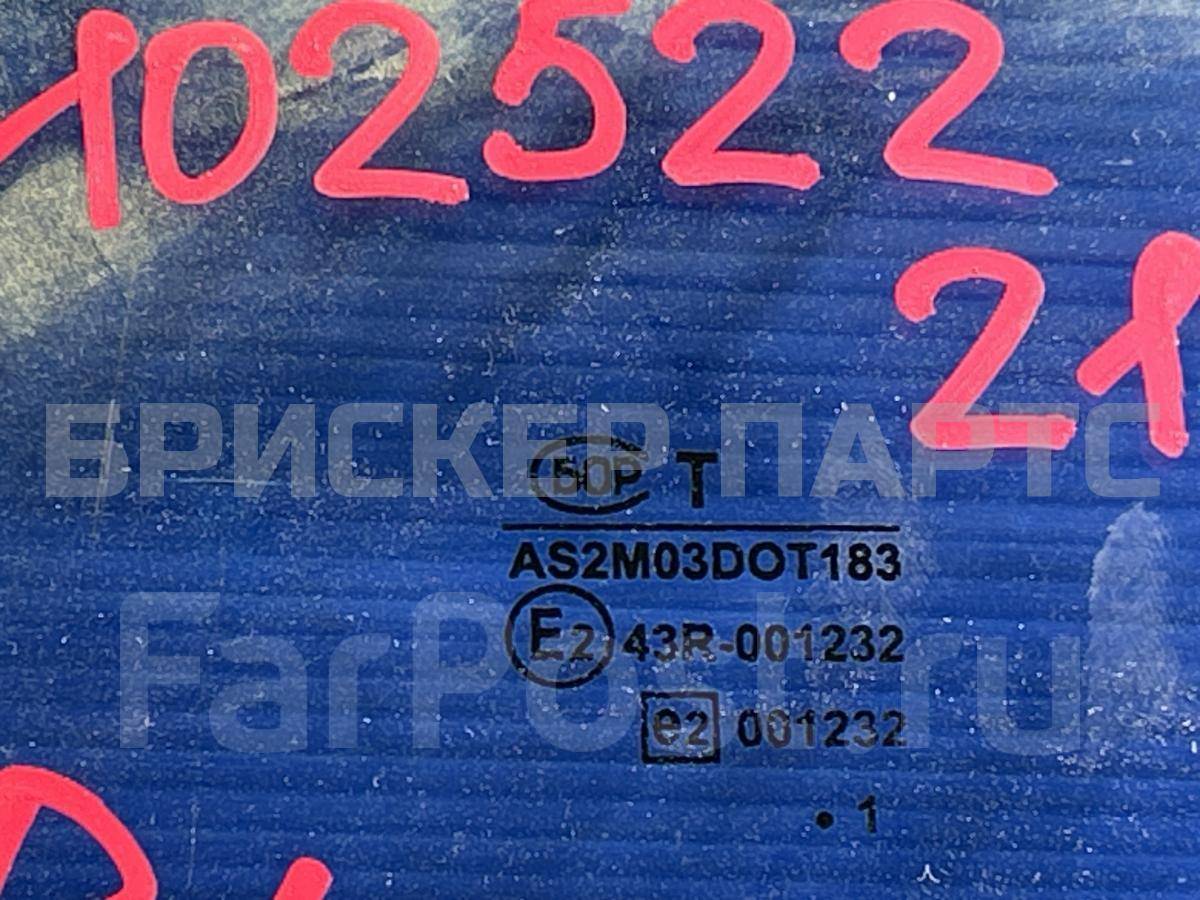 102522
21
БРИСКЕР ПАРТС
БОР T
AS2M03DOT183
E2 43R-001232
FarPost.ru
e2 001232
• 1